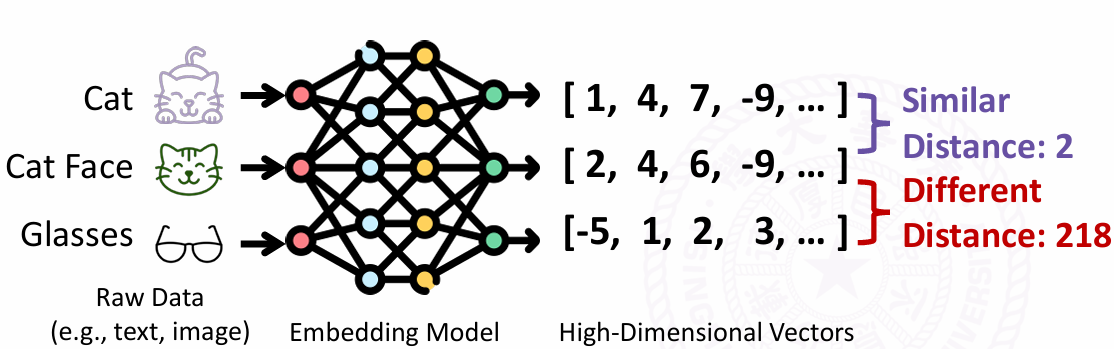 Cat
[ 1, 4, 7, -9, ... ]
Similar
Distance: 2
Cat Face
[ 2, 4, 6, -9, ... ]
Different
Distance: 218
Glasses
[-5, 1, 2, 3, ... ]
Raw Data
(e.g., text, image)
Embedding Model
High-Dimensional Vectors